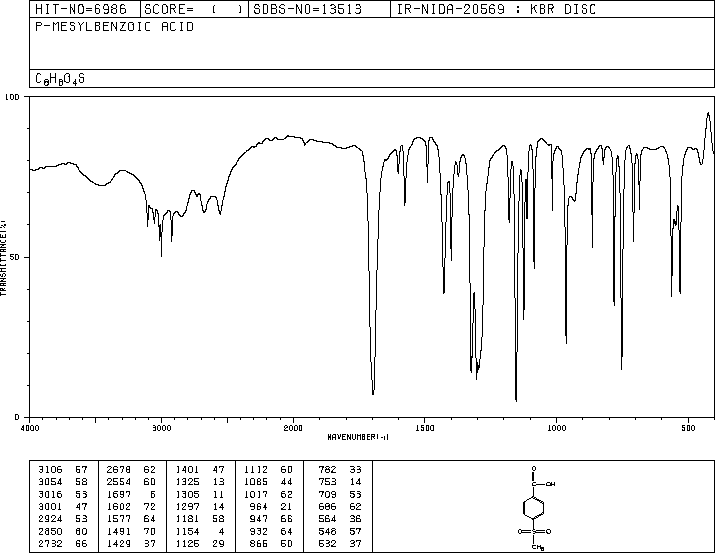 HIT-NO=6986 SCORE= ( ) SDBS-NO=13513 IR-NIDA-20569 : KBR DISC
P-MESYLBENZOIC ACID
C8H8O4S
100
50
0
TRANSMITTANCE(%)
4000 3000 2000 1500 1000 500
WAVENUMBER(-1)
3106 57 2678 62 1401 47 1112 60 782 33
3054 58 2554 60 1325 13 1085 44 753 14
3016 53 1697 6 1305 11 1017 62 709 53
3001 47 1602 72 1297 14 964 21 686 62
2924 53 1577 64 1181 58 947 66 564 36
2850 60 1491 70 1154 4 932 64 548 57
2732 66 1429 37 1125 29 866 50 532 37
O
C—OH
O=S=O
CH3